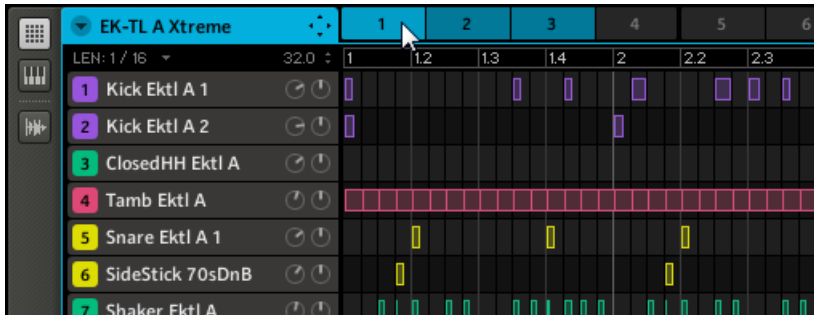 EK-TL A Xtreme 1 2 3 4 5 6
LEN: 1 / 16 32.0 1 1.2 1.3 1.4 2 2.2 2.3
1 Kick Ektl A 1
2 Kick Ektl A 2
3 ClosedHH Ektl A
4 Tamb Ektl A
5 Snare Ektl A 1
6 SideStick 70sDnB
7 Shaker Ektl A